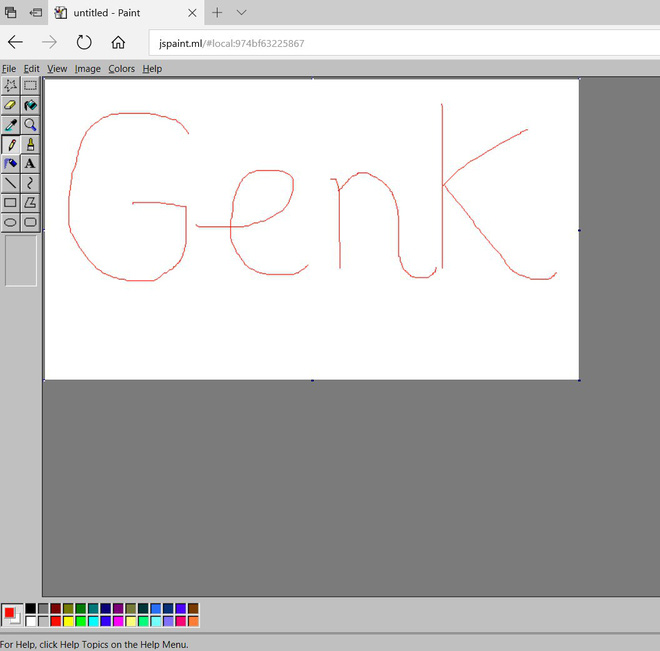 untitled - Paint
jspaint.ml/#local:974bf63225867
File Edit View Image Colors Help
A
GenK
For Help, click Help Topics on the Help Menu.